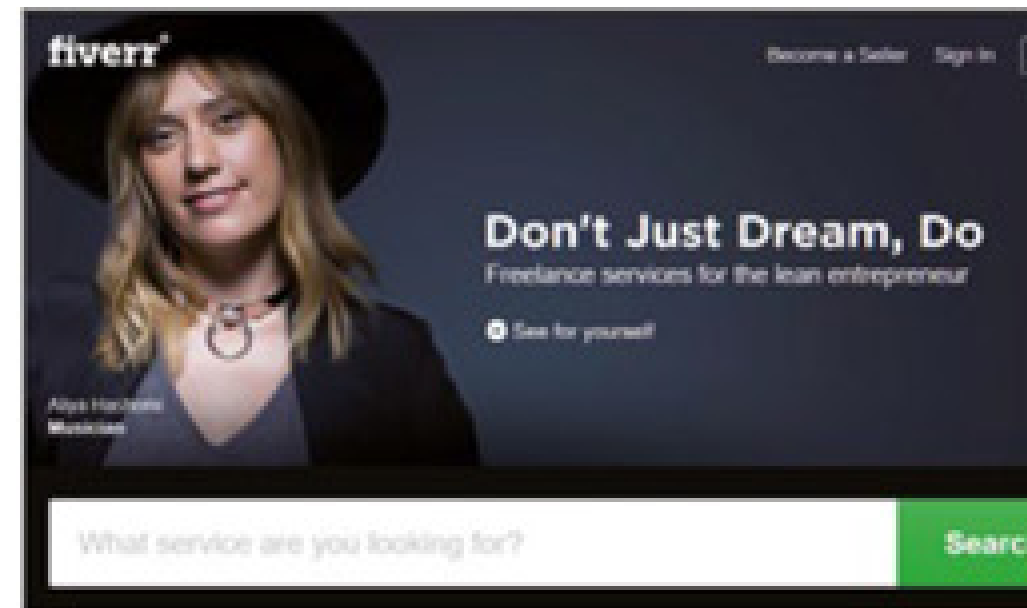 fiverr®
Become a Seller Sign In
Don't Just Dream, Do
Freelance services for the lean entrepreneur
See for yourself
Musician
What service are you looking for?
Searc